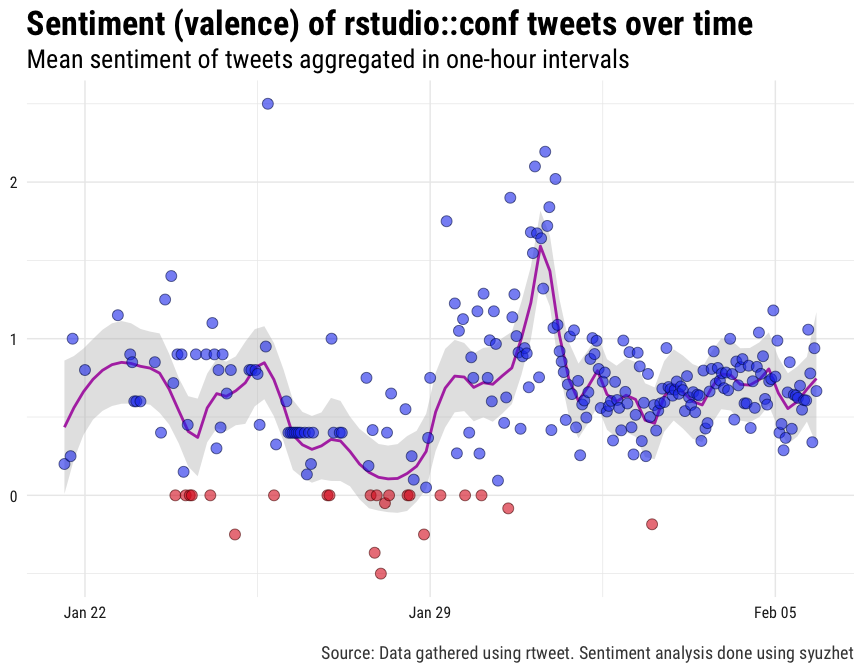 Sentiment (valence) of rstudio::conf tweets over time
Mean sentiment of tweets aggregated in one-hour intervals
2
1
0
Jan 22 Jan 29 Feb 05
Source: Data gathered using rtweet. Sentiment analysis done using syuzhet